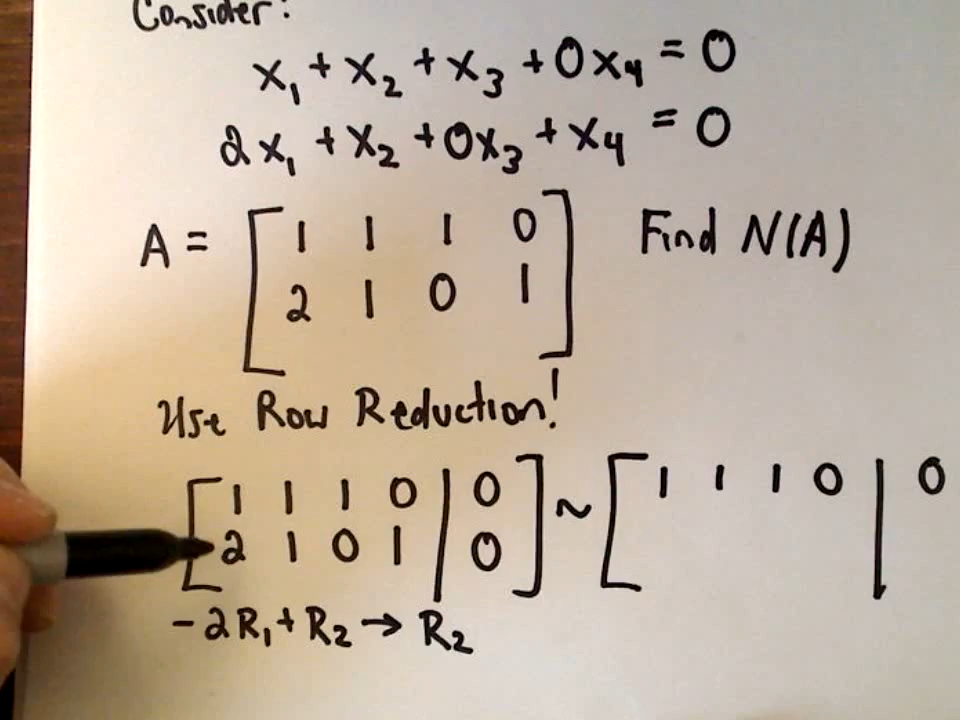 Consider:
x₁ + x₂ + x₃ + 0x₄ = 0
2x₁ + x₂ + 0x₃ + x₄ = 0
A = [ 1 1 1 0 Find N(A)
2 1 0 1 ]
Use Row Reduction!
[ 1 1 1 0 | 0 ] ~ [ 1 1 1 0 | 0
2 1 0 1 | 0
-2R₁ + R₂ → R₂